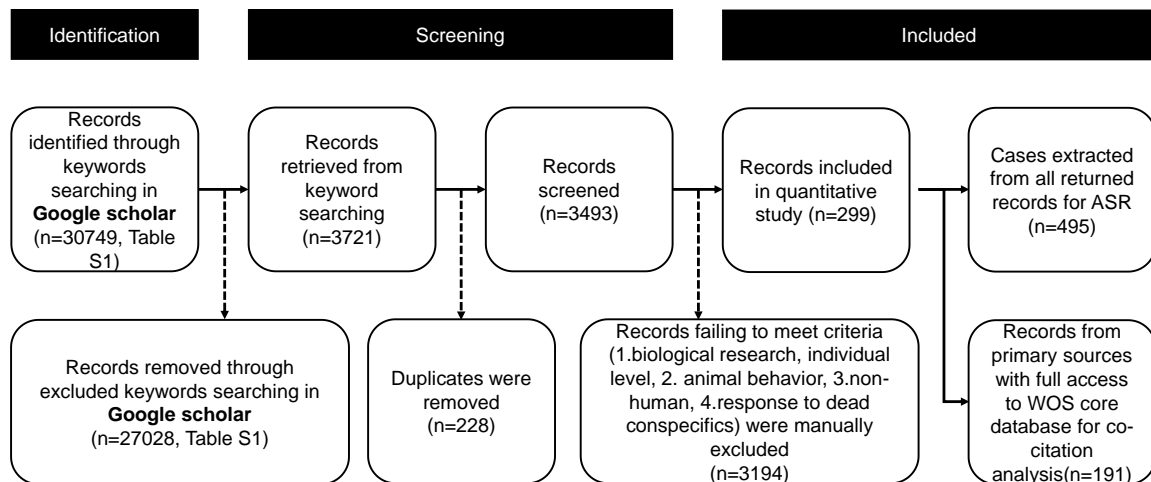 Identification
Screening
Included
Records
identified through
keywords
searching in
Google scholar
(n=30749, Table
S1)
Records
retrieved from
keyword
searching
(n=3721)
Records
screened
(n=3493)
Records included
in quantitative
study (n=299)
Cases extracted
from all returned
records for ASR
(n=495)
Records removed through
excluded keywords searching in
Google scholar
(n=27028, Table S1)
Duplicates were
removed
(n=228)
Records failing to meet criteria
(1.biological research, individual
level, 2. animal behavior, 3.non-
human, 4.response to dead
conspecifics) were manually
excluded
(n=3194)
Records from
primary sources
with full access
to WOS core
database for co-
citation
analysis(n=191)